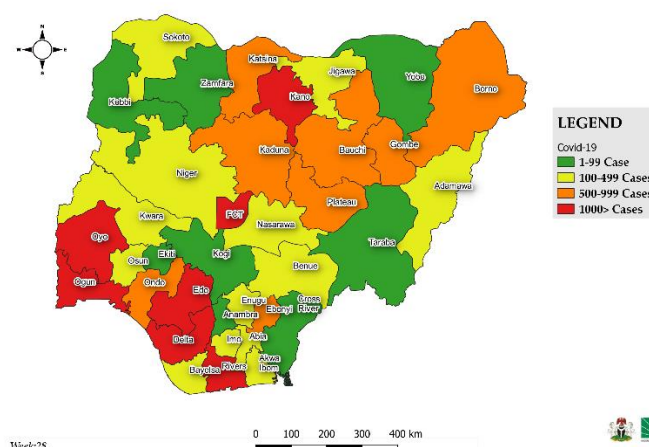 N
W E
S
Sokoto
Katsina
Jigawa
Yobe
Borno
Zamfara
Kano
Kebbi
Kaduna
Bauchi
Gombe
Niger
Adamawa
Plateau
FCT
Kwara
Nasarawa
Oyo
Taraba
Osun
Ekiti
Kogi
Benue
Ogun
Ondo
Edo
Enugu
Ebonyi
Cross
River
Anambra
Delta
Imo
Abia
Akwa
Ibom
Bayelsa
Rivers
LEGEND
Covid-19
1-99 Case
100-499 Cases
500-999 Cases
1000> Cases
Week28
0 100 200 300 400 km